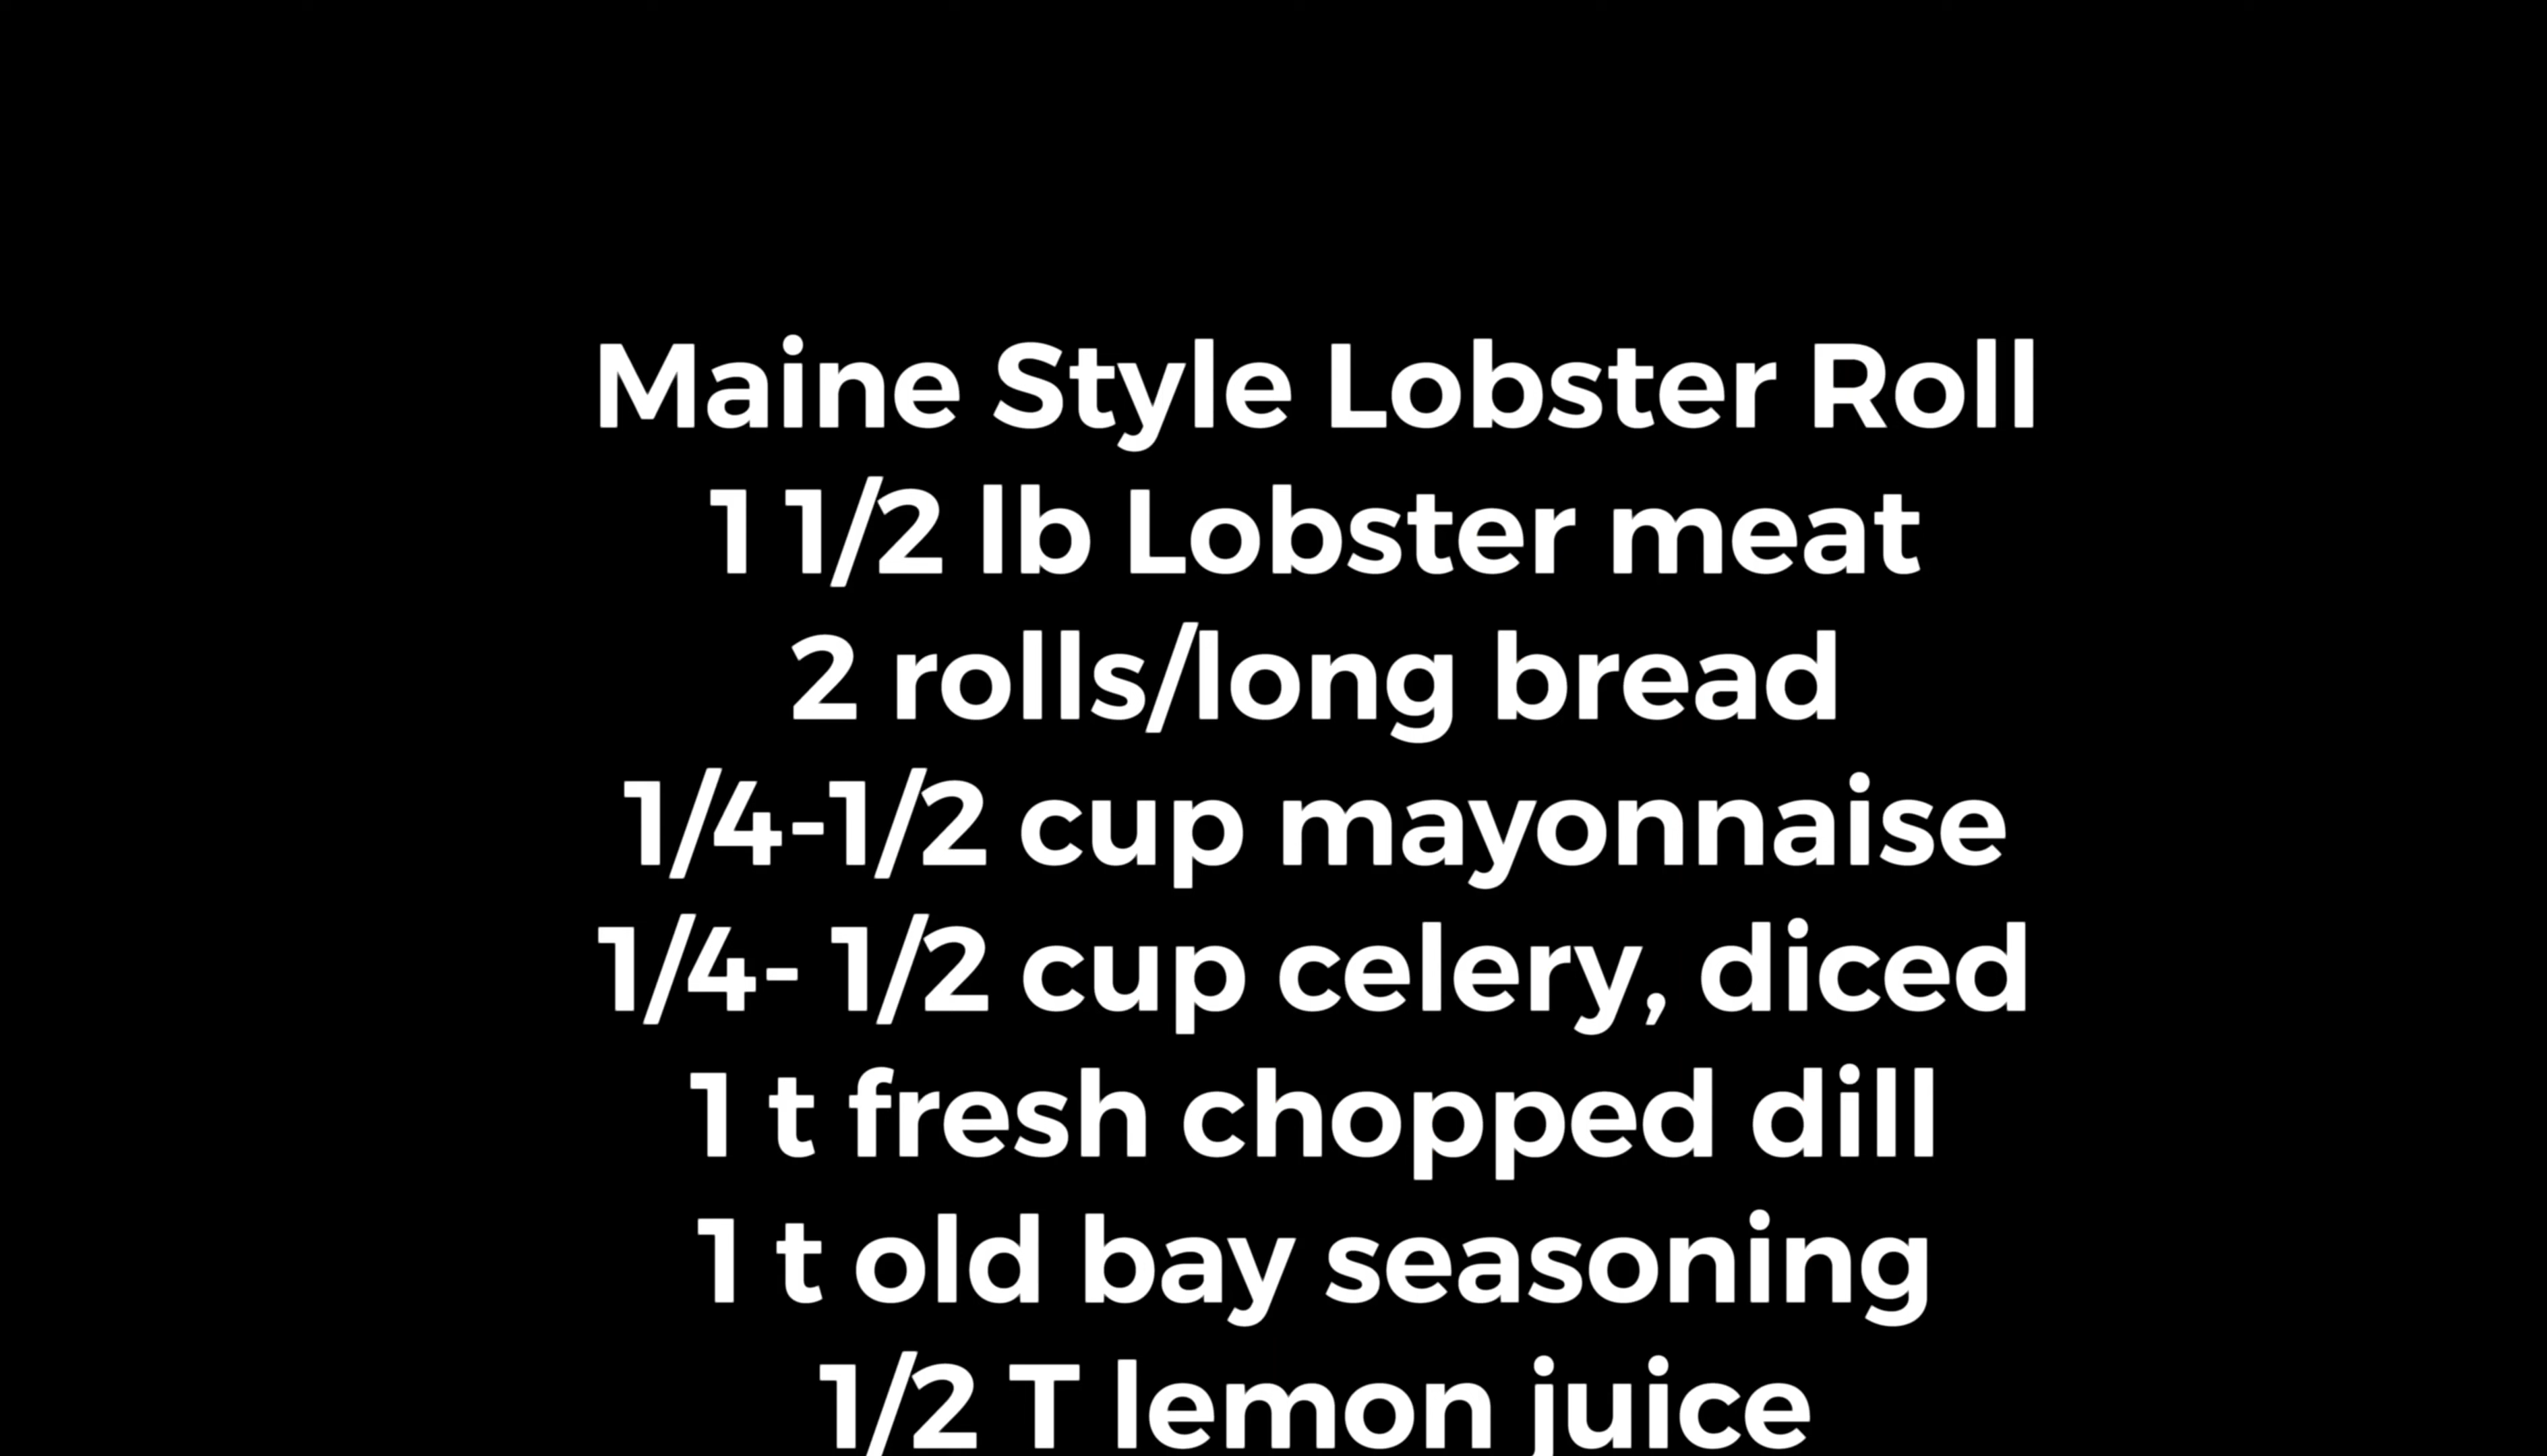 Maine Style Lobster Roll
1 1/2 lb Lobster meat
2 rolls/long bread
1/4-1/2 cup mayonnaise
1/4- 1/2 cup celery, diced
1 t fresh chopped dill
1 t old bay seasoning
1/2 T lemon juice